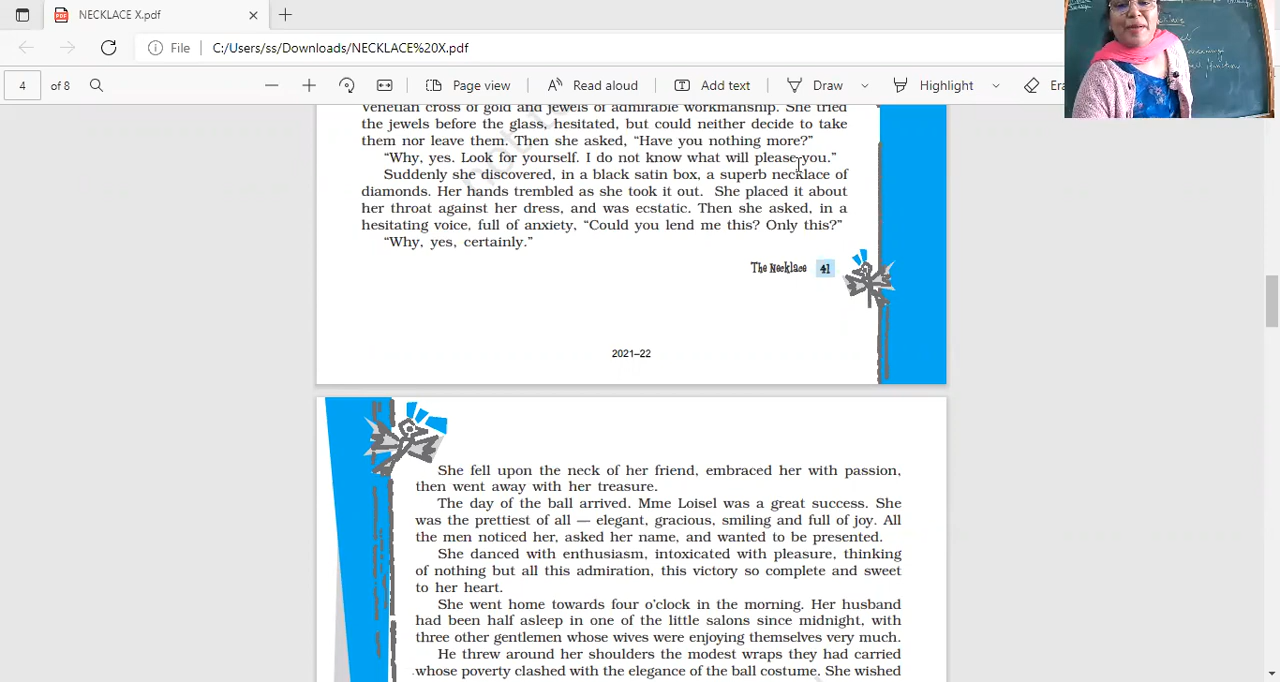 NECKLACE X.pdf
File
C:/Users/ss/Downloads/NECKLACE%20X.pdf
4 of 8
Page view
Read aloud
Add text
Draw
Highlight
Era
Venetian cross of gold and jewels of admirable workmanship. She tried
the jewels before the glass, hesitated, but could neither decide to take
them nor leave them. Then she asked, “Have you nothing more?”
“Why, yes. Look for yourself. I do not know what will please you.”
Suddenly she discovered, in a black satin box, a superb necklace of
diamonds. Her hands trembled as she took it out. She placed it about
her throat against her dress, and was ecstatic. Then she asked, in a
hesitating voice, full of anxiety, “Could you lend me this? Only this?”
“Why, yes, certainly.”
The Necklace 41
2021–22
She fell upon the neck of her friend, embraced her with passion,
then went away with her treasure.
The day of the ball arrived. Mme Loisel was a great success. She
was the prettiest of all — elegant, gracious, smiling and full of joy. All
the men noticed her, asked her name, and wanted to be presented.
She danced with enthusiasm, intoxicated with pleasure, thinking
of nothing but all this admiration, this victory so complete and sweet
to her heart.
She went home towards four o’clock in the morning. Her husband
had been half asleep in one of the little salons since midnight, with
three other gentlemen whose wives were enjoying themselves very much.
He threw around her shoulders the modest wraps they had carried
whose poverty clashed with the elegance of the ball costume. She wished